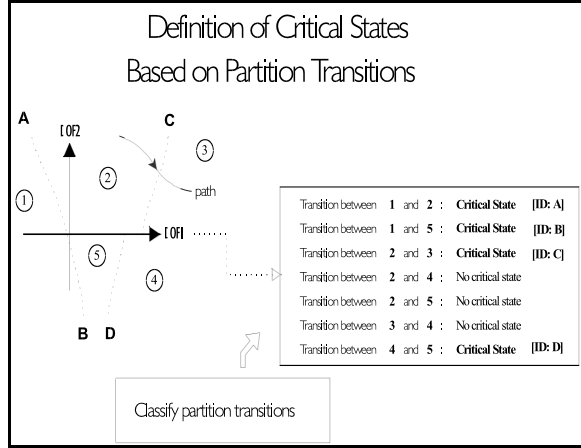 Definition of Critical States
Based on Partition Transitions
A
C
[ OF2
3
2
1
path
[ OF1
5
4
B D
Transition between 1 and 2 : Critical State [ID: A]
Transition between 1 and 5 : Critical State [ID: B]
Transition between 2 and 3 : Critical State [ID: C]
Transition between 2 and 4 : No critical state
Transition between 2 and 5 : No critical state
Transition between 3 and 4 : No critical state
Transition between 4 and 5 : Critical State [ID: D]
Classify partition transitions